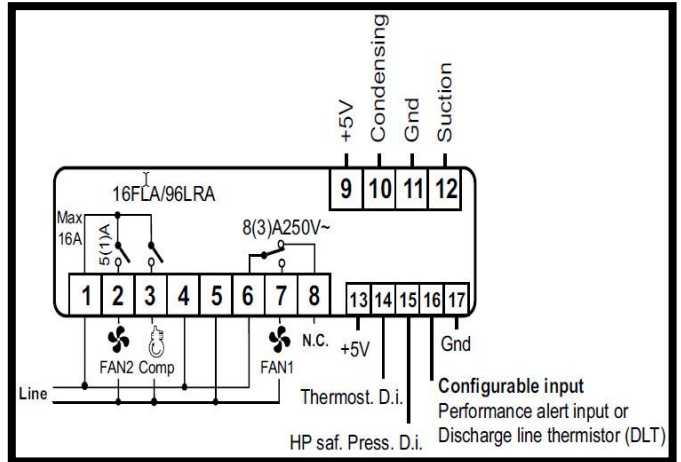 +5V
Condensing
Gnd
Suction
9 10 11 12
16FLA/96LRA
Max
16A
5(1)A
8(3)A250V~
1 2 3 4 5 6 7 8
13 14 15 16 17
FAN2 Comp
FAN1
N.C.
+5V
Gnd
Line
Thermost. D.i.
HP saf. Press. D.i.
Configurable input
Performance alert input or
Discharge line thermistor (DLT)